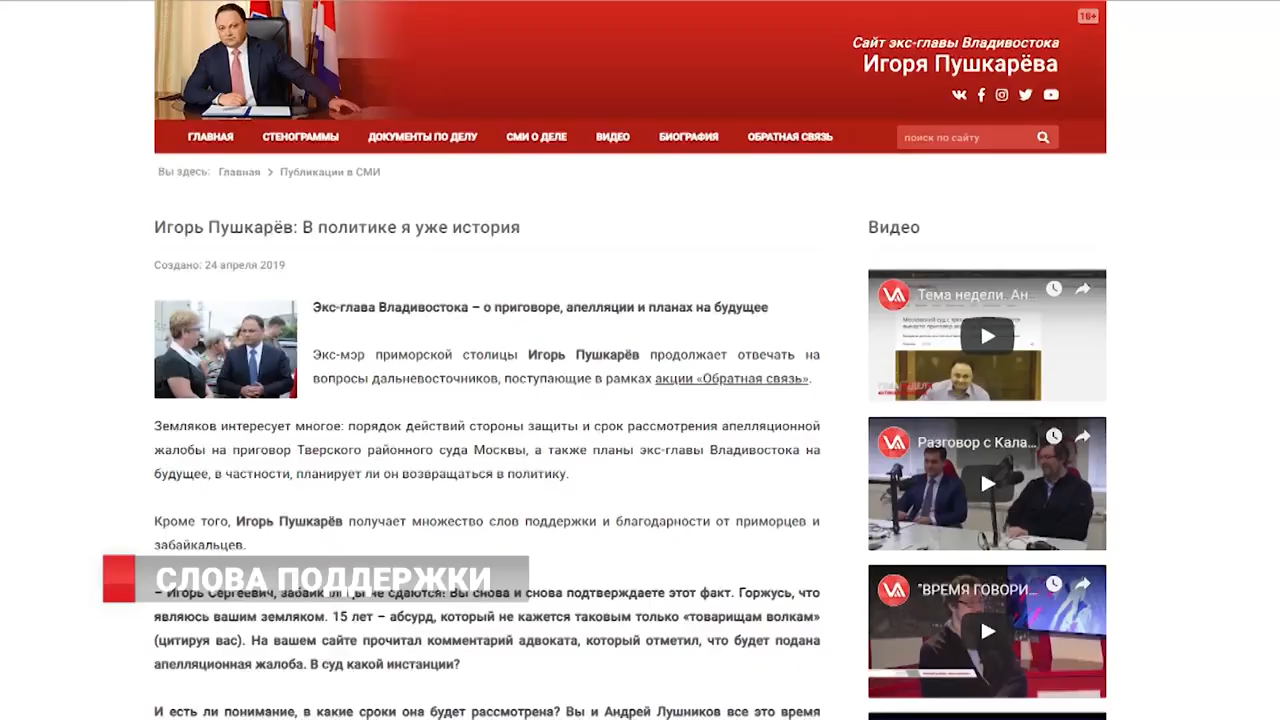 16+
Сайт экс-главы Владивостока
Игоря Пушкарёва
ГЛАВНАЯ СТЕНОГРАММЫ ДОКУМЕНТЫ ПО ДЕЛУ СМИ О ДЕЛЕ ВИДЕО БИОГРАФИЯ ОБРАТНАЯ СВЯЗЬ поиск по сайту
Вы здесь: Главная > Публикации в СМИ
Игорь Пушкарёв: В политике я уже история
Создано: 24 апреля 2019
Экс-глава Владивостока – о приговоре, апелляции и планах на будущее
Экс-мэр приморской столицы Игорь Пушкарёв продолжает отвечать на
вопросы дальневосточников, поступающие в рамках акции «Обратная связь».
Земляков интересует многое: порядок действий стороны защиты и срок рассмотрения апелляционной
жалобы на приговор Тверского районного суда Москвы, а также планы экс-главы Владивостока на
будущее, в частности, планирует ли он возвращаться в политику.
Кроме того, Игорь Пушкарёв получает множество слов поддержки и благодарности от приморцев и
забайкальцев.
СЛОВА ПОДДЕРЖКИ
– Игорь Сергеевич, забайкальцы не сдаются! Вы снова и снова подтверждаете этот факт. Горжусь, что
являюсь вашим земляком. 15 лет – абсурд, который не кажется таковым только «товарищам волкам»
(цитируя вас). На вашем сайте прочитал комментарий адвоката, который отметил, что будет подана
апелляционная жалоба. В суд какой инстанции?
И есть ли понимание, в какие сроки она будет рассмотрена? Вы и Андрей Лушников все это время
Видео
Тема недели. Ан...
Разговор с Кала...
"ВРЕМЯ ГОВОРИ...